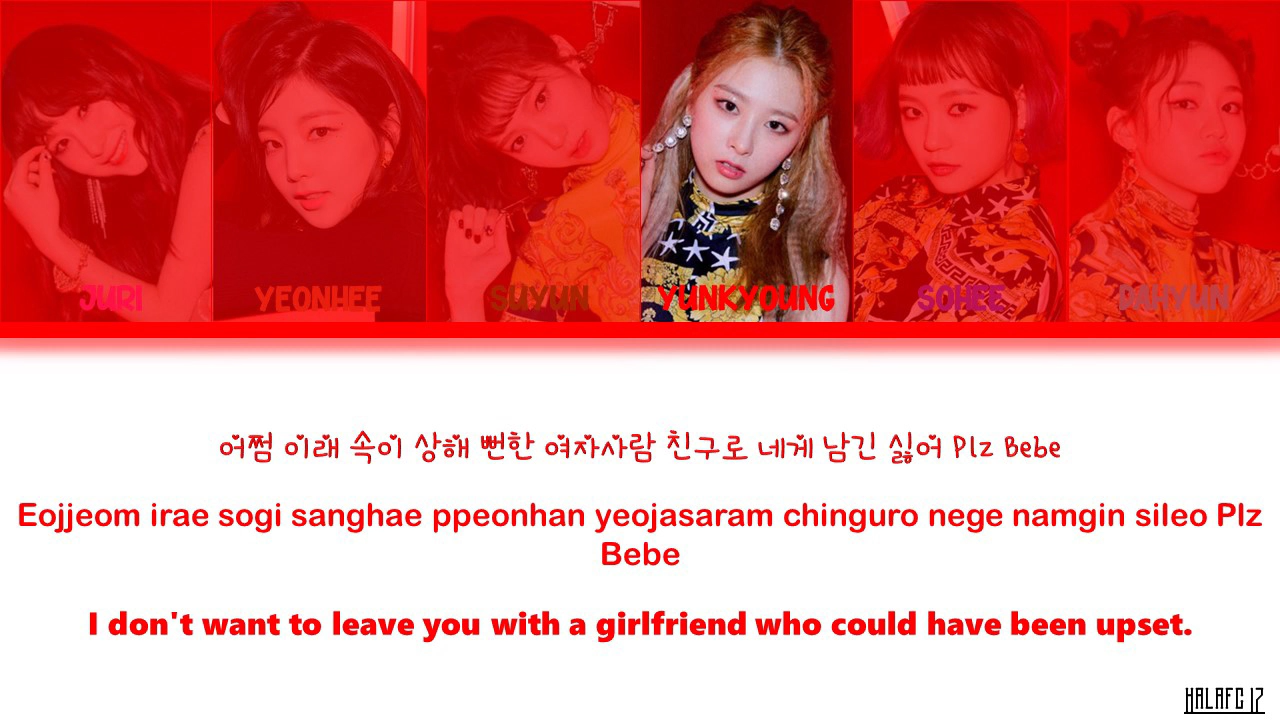 JURI YEONHEE SUYUN YUNKYOUNG SOHEE DAHYUN
어쩜 이래 속이 상해 뻔한 여자사람 친구로 네게 남긴 싫어 Plz Bebe
Eojjeom irae sogi sanghae ppeonhan yeojasaram chinguro nege namgin sileo Plz
Bebe
I don't want to leave you with a girlfriend who could have been upset.
HALAFC 17